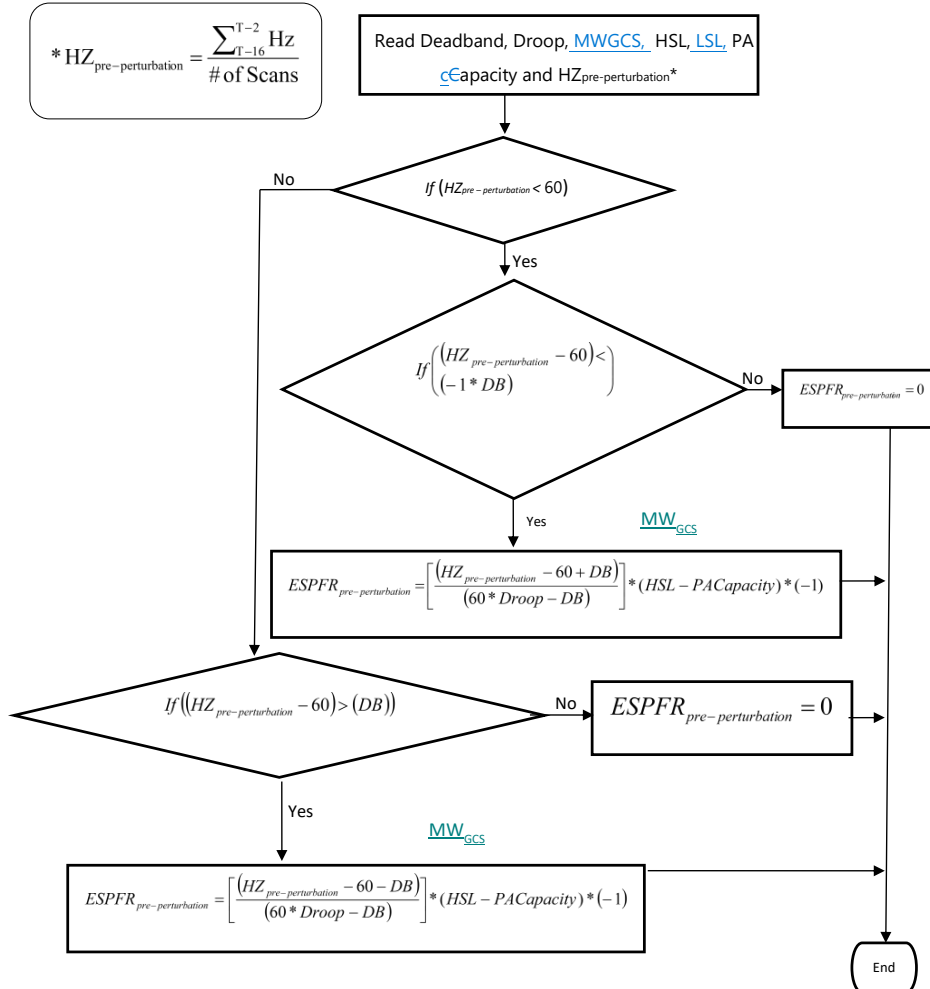 * HZpre−perturbation = ∑T−16T−2 Hz / # of Scans
Read Deadband, Droop, MWGCS, HSL, LSL, PA
cCapacity and HZpre-perturbation*
If (HZpre − perturbation < 60)
No
Yes
If ((HZ pre−perturbation − 60) <
(−1 * DB))
No
ESPFRpre−perturbation = 0
Yes
MWGCS
ESPFRpre−perturbation = [(HZpre−perturbation − 60 + DB) / (60 * Droop − DB)] * (HSL − PACapacity) * (−1)
If ((HZpre−perturbation − 60) > (DB))
No
ESPFRpre−perturbation = 0
Yes
MWGCS
ESPFRpre−perturbation = [(HZpre−perturbation − 60 − DB) / (60 * Droop − DB)] * (HSL − PACapacity) * (−1)
End